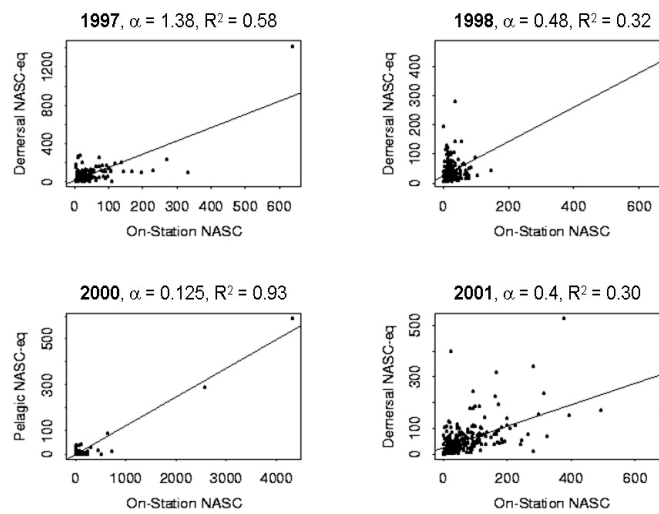 1997, α = 1.38, R² = 0.58
Demersal NASC-eq
0 400 800 1200
0 100 200 300 400 500 600
On-Station NASC
1998, α = 0.48, R² = 0.32
Demersal NASC-eq
0 100 200 300 400
0 200 400 600
On-Station NASC
2000, α = 0.125, R² = 0.93
Pelagic NASC-eq
0 100 300 500
0 1000 2000 3000 4000
On-Station NASC
2001, α = 0.4, R² = 0.30
Demersal NASC-eq
0 100 300 500
0 200 400 600
On-Station NASC